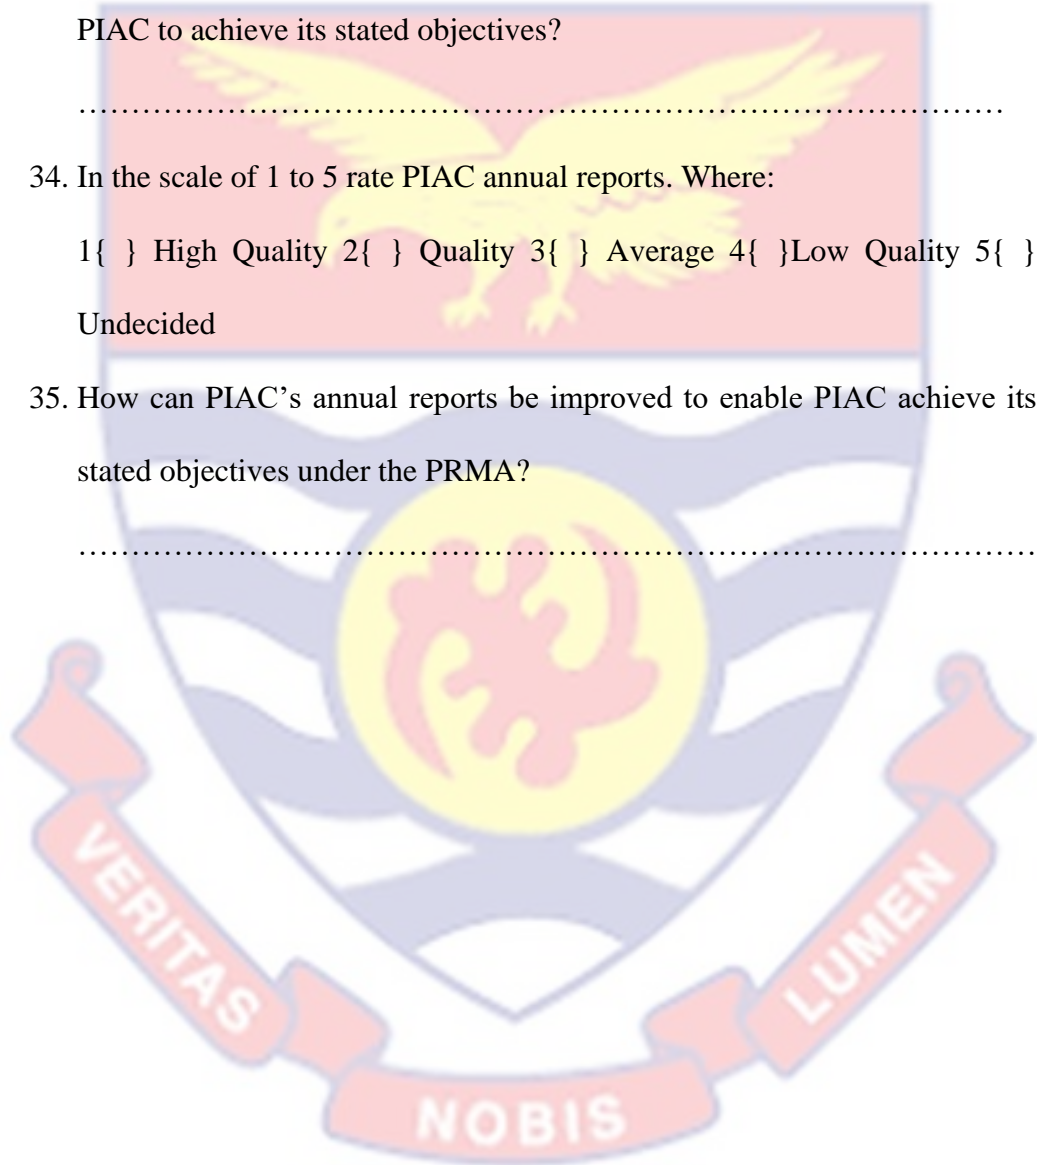 PIAC to achieve its stated objectives?
……………………………………………………………………………
34. In the scale of 1 to 5 rate PIAC annual reports. Where:
1{ } High Quality 2{ } Quality 3{ } Average 4{ }Low Quality 5{ }
Undecided
35. How can PIAC’s annual reports be improved to enable PIAC achieve its
stated objectives under the PRMA?
………………………………………………………………………………
VERITAS
NOBIS
LUMEN